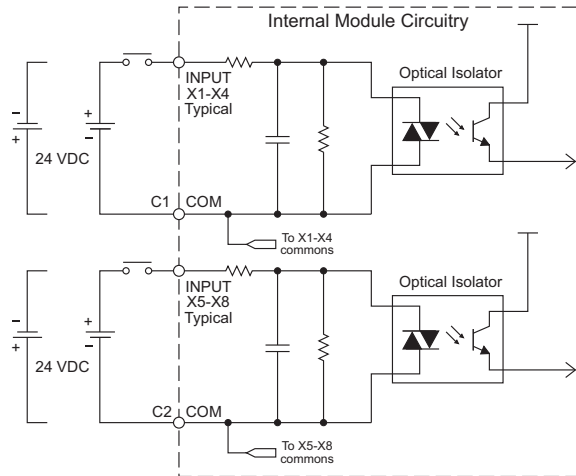 Internal Module Circuitry
INPUT
X1-X4
Typical
Optical Isolator
-
+
+
-
24 VDC
C1
COM
To X1-X4
commons
INPUT
X5-X8
Typical
Optical Isolator
-
+
+
-
24 VDC
C2
COM
To X5-X8
commons